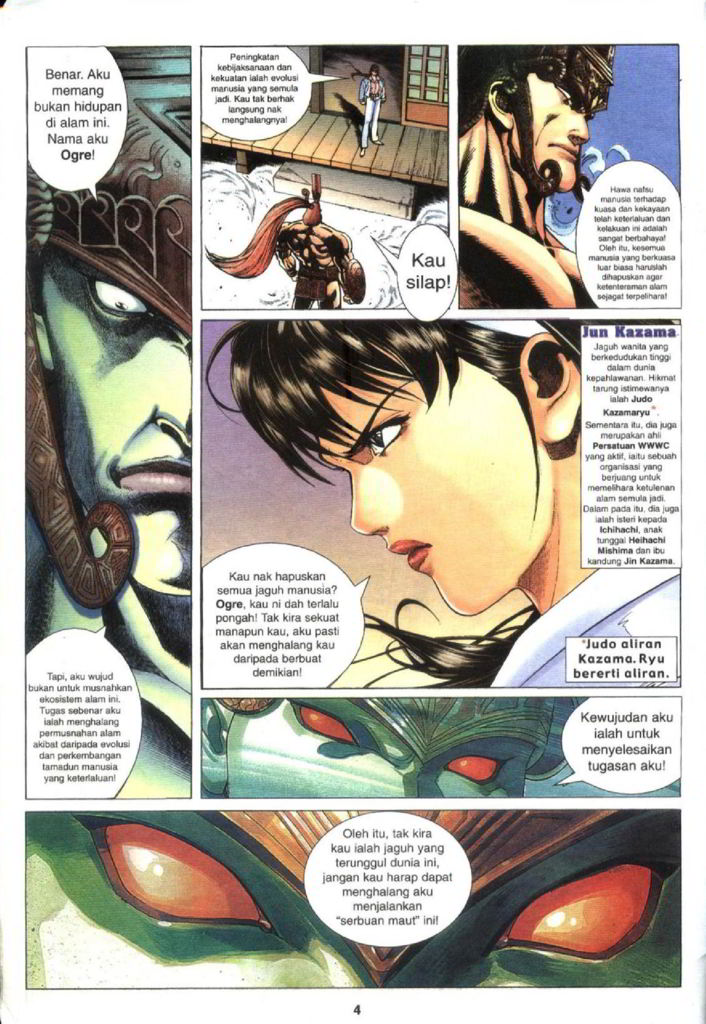 Benar. Aku
memang
bukan hidupan
di alam ini.
Nama aku
Ogre!
Tapi, aku wujud
bukan untuk musnahkan
ekosistem alam ini.
Tugas sebenar aku
ialah menghalang
permusnahan alam
akibat daripada evolusi
dan perkembangan
tamadun manusia
yang keterlaluan!
Peningkatan
kebijaksanaan dan
kekuatan ialah evolusi
manusia yang semula
jadi. Kau tak berhak
langsung nak
menghalangnya!
Kau
silap!
Hawa nafsu
manusia terhadap
kuasa dan kekayaan
telah keterlaluan dan
kelakuan ini adalah
sangat berbahaya!
Oleh itu, kesemua
manusia yang berkuasa
luar biasa haruslah
dihapuskan agar
ketenteraman alam
sejagat terpelihara!
Jun Kazama
Jaguh wanita yang
berkedudukan tinggi
dalam dunia
kepahlawanan. Hikmat
tarung istimewanya
ialah Judo
Kazamaryu*.
Sementara itu, dia juga
merupakan ahli
Persatuan WWWC
yang aktif, iaitu sebuah
organisasi yang
berjuang untuk
memelihara ketulenan
alam semula jadi.
Dalam pada itu, dia juga
ialah isteri kepada
Ichihachi, anak
tunggal Heihachi
Mishima dan ibu
kandung Jin Kazama.
Kau nak hapuskan
semua jaguh manusia?
Ogre, kau ni dah terlalu
pongah! Tak kira sekuat
manapun kau, aku pasti
akan menghalang kau
daripada berbuat
demikian!
*Judo aliran
Kazama. Ryu
bererti aliran.
Kewujudan aku
ialah untuk
menyelesaikan
tugasan aku!
Oleh itu, tak kira
kau ialah jaguh yang
terunggul dunia ini,
jangan kau harap dapat
menghalang aku
menjalankan
"serbuan maut" ini!
4